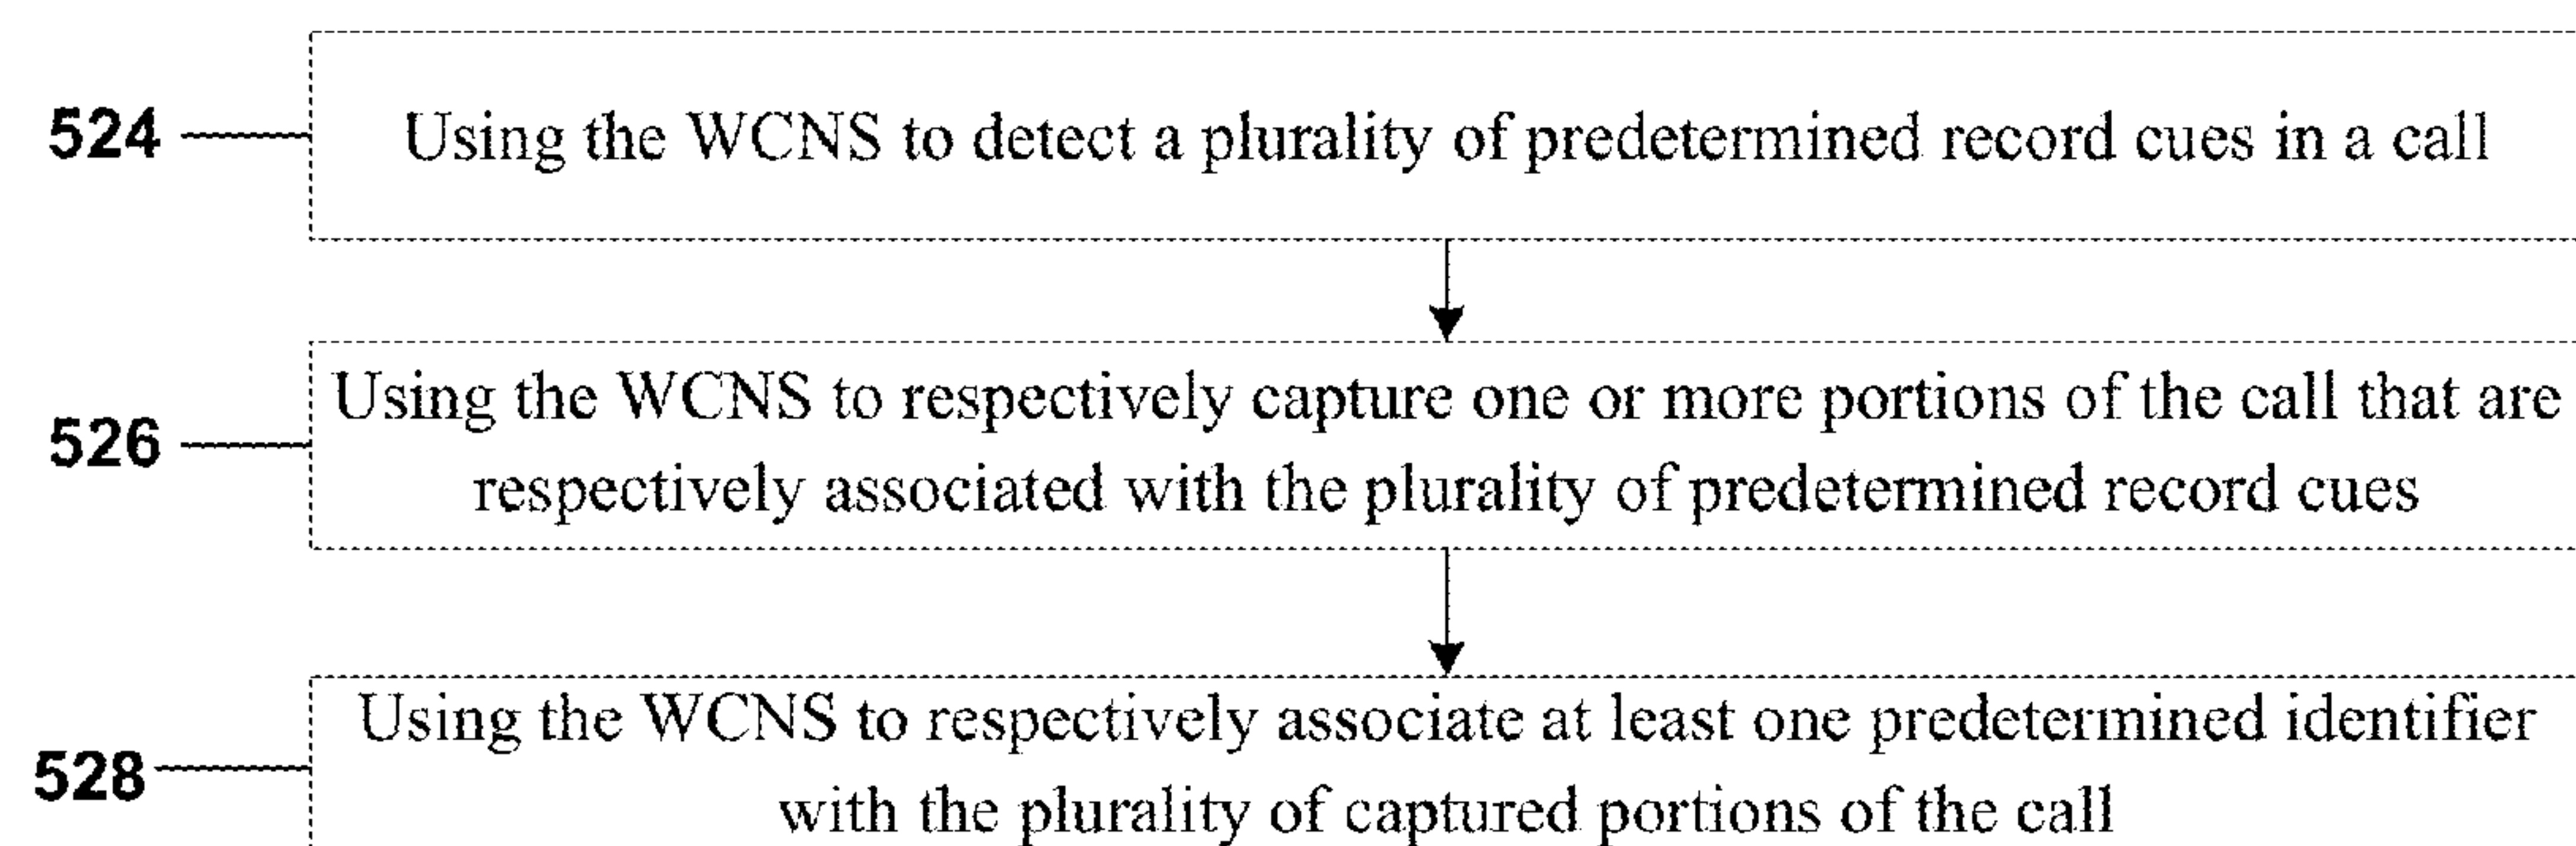 524 Using the WCNS to detect a plurality of predetermined record cues in a call
526 Using the WCNS to respectively capture one or more portions of the call that are
respectively associated with the plurality of predetermined record cues
528 Using the WCNS to respectively associate at least one predetermined identifier
with the plurality of captured portions of the call